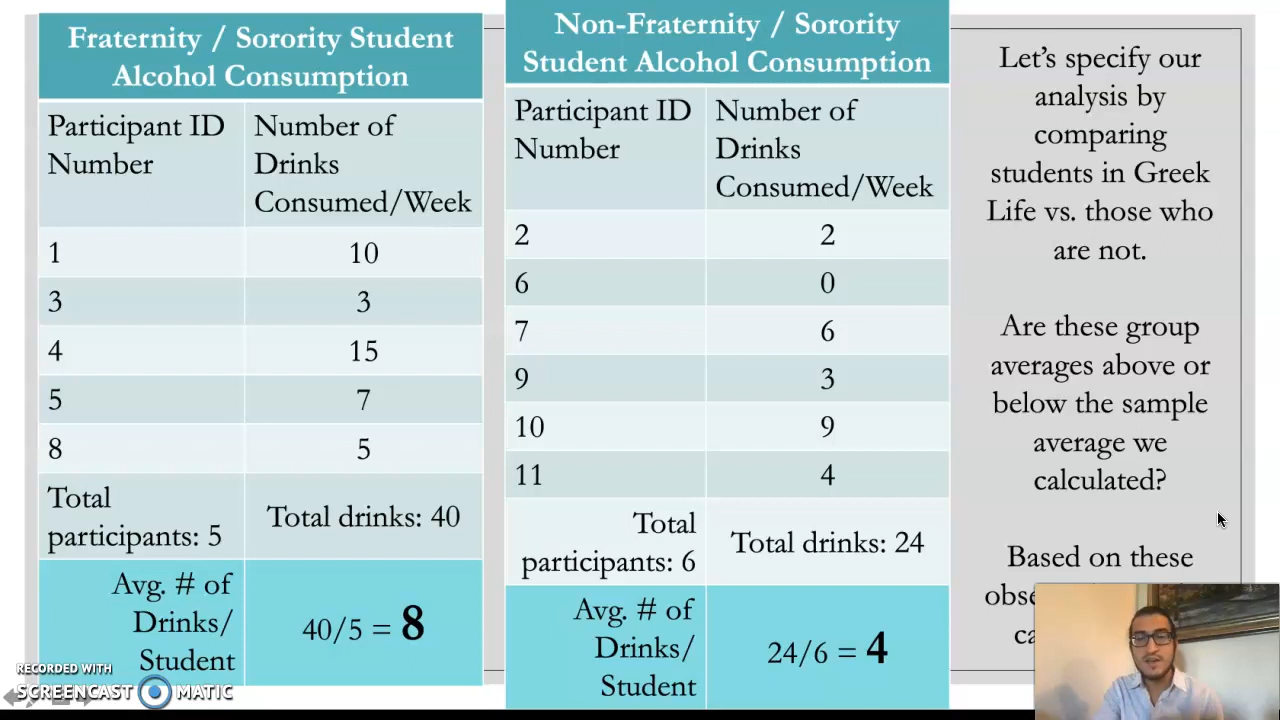 Fraternity / Sorority Student
Alcohol Consumption
Participant ID
Number
Number of
Drinks
Consumed/Week
1 10
3 3
4 15
5 7
8 5
Total
participants: 5
Total drinks: 40
Avg. # of
Drinks/
Student
40/5 = 8
Non-Fraternity / Sorority
Student Alcohol Consumption
Participant ID
Number
Number of
Drinks
Consumed/Week
2 2
6 0
7 6
9 3
10 9
11 4
Total
participants: 6
Total drinks: 24
Avg. # of
Drinks/
Student
24/6 = 4
Let's specify our
analysis by
comparing
students in Greek
Life vs. those who
are not.
Are these group
averages above or
below the sample
average we
calculated?
Based on these
RECORDED WITH
SCREENCAST MATIC